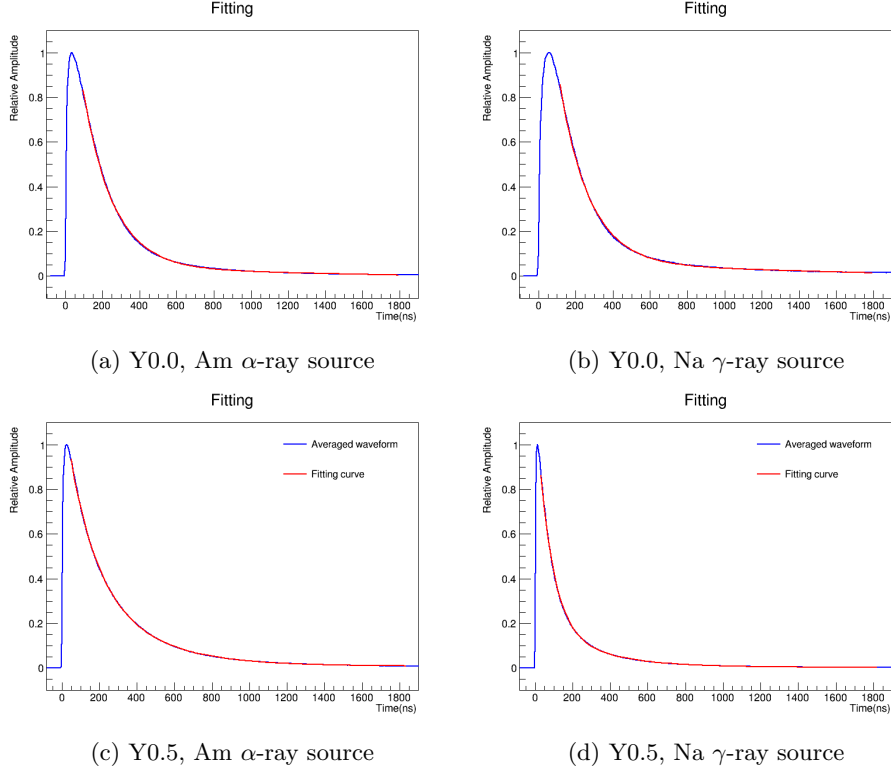 Fitting
Relative Amplitude
1
0.8
0.6
0.4
0.2
0
0 200 400 600 800 1000 1200 1400 1600 1800
Time(ns)
(a) Y0.0, Am α-ray source
Fitting
Relative Amplitude
1
0.8
0.6
0.4
0.2
0
0 200 400 600 800 1000 1200 1400 1600 1800
Time(ns)
(b) Y0.0, Na γ-ray source
Fitting
Relative Amplitude
1
0.8
0.6
0.4
0.2
0
Averaged waveform
Fitting curve
0 200 400 600 800 1000 1200 1400 1600 1800
Time(ns)
(c) Y0.5, Am α-ray source
Fitting
Relative Amplitude
1
0.8
0.6
0.4
0.2
0
Averaged waveform
Fitting curve
0 200 400 600 800 1000 1200 1400 1600 1800
Time(ns)
(d) Y0.5, Na γ-ray source